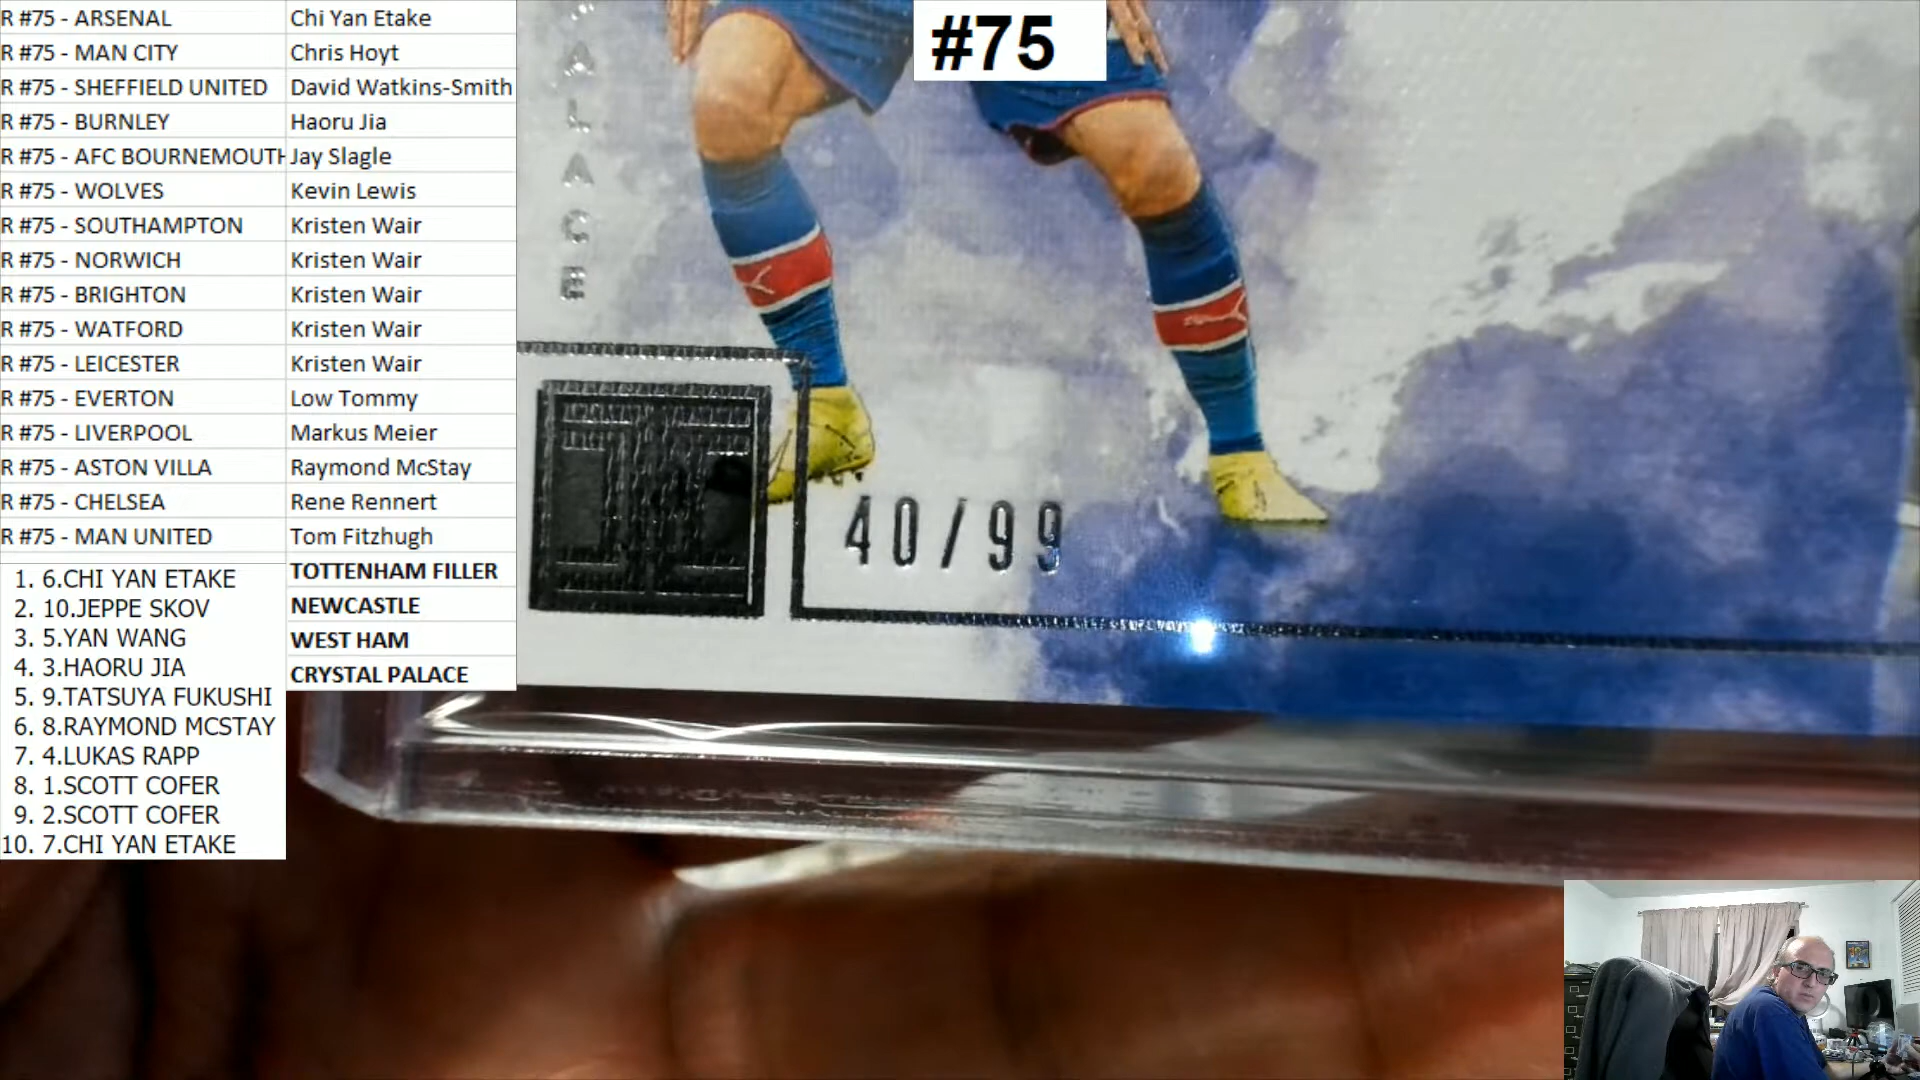 R #75 - ARSENAL Chi Yan Etake
R #75 - MAN CITY Chris Hoyt
R #75 - SHEFFIELD UNITED David Watkins-Smith
R #75 - BURNLEY Haoru Jia
R #75 - AFC BOURNEMOUTH Jay Slagle
R #75 - WOLVES Kevin Lewis
R #75 - SOUTHAMPTON Kristen Wair
R #75 - NORWICH Kristen Wair
R #75 - BRIGHTON Kristen Wair
R #75 - WATFORD Kristen Wair
R #75 - LEICESTER Kristen Wair
R #75 - EVERTON Low Tommy
R #75 - LIVERPOOL Markus Meier
R #75 - ASTON VILLA Raymond McStay
R #75 - CHELSEA Rene Rennert
R #75 - MAN UNITED Tom Fitzhugh
TOTTENHAM FILLER
NEWCASTLE
WEST HAM
CRYSTAL PALACE
1. 6.CHI YAN ETAKE
2. 10.JEPPE SKOV
3. 5.YAN WANG
4. 3.HAORU JIA
5. 9.TATSUYA FUKUSHI
6. 8.RAYMOND MCSTAY
7. 4.LUKAS RAPP
8. 1.SCOTT COFER
9. 2.SCOTT COFER
10. 7.CHI YAN ETAKE
#75
ALACE
40/99